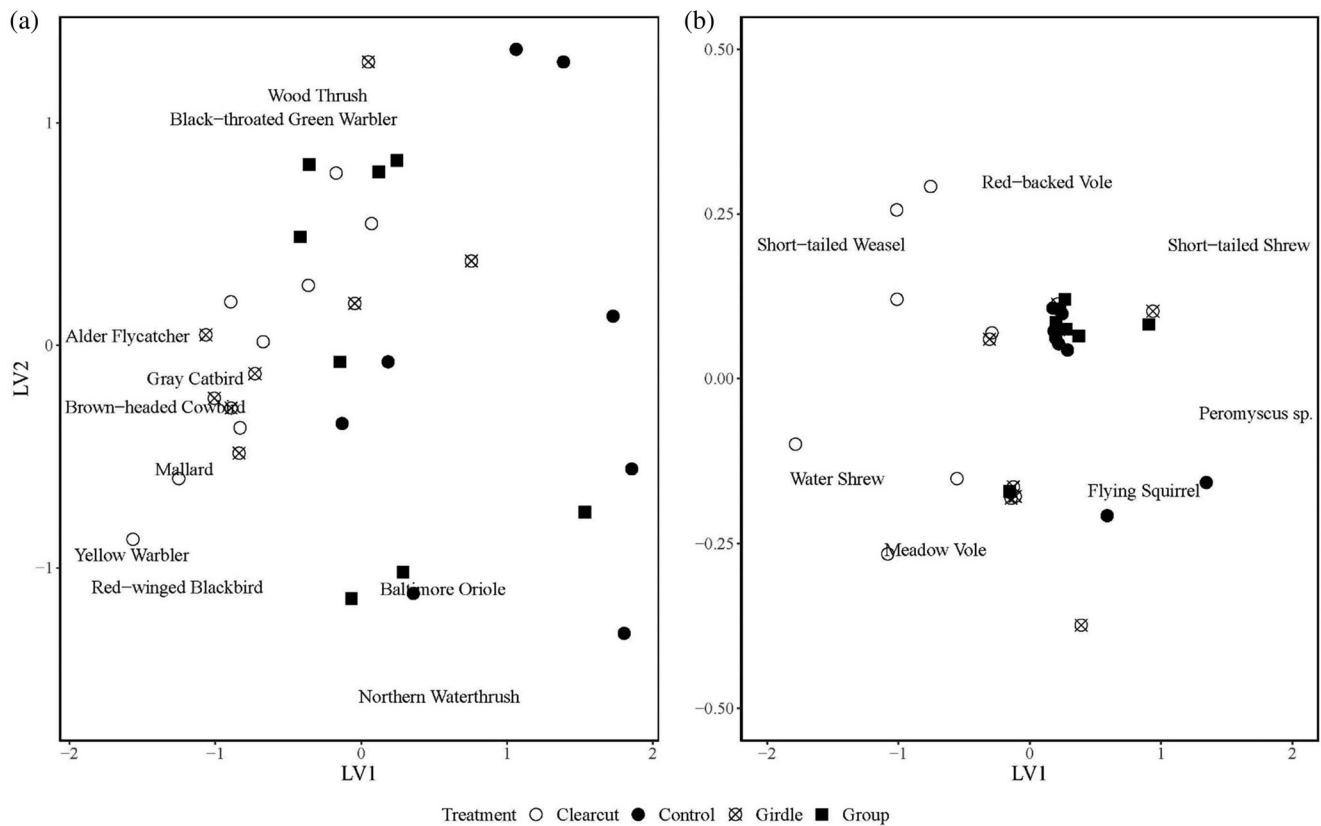 (a)
(b)
1
0
−1
LV2
−2
−1
0
1
2
LV1
Wood Thrush
Black−throated Green Warbler
Alder Flycatcher
Gray Catbird
Brown−headed Cowbird
Mallard
Yellow Warbler
Red−winged Blackbird
Baltimore Oriole
Northern Waterthrush
0.50
0.25
0.00
−0.25
−0.50
Red−backed Vole
Short−tailed Weasel
Short−tailed Shrew
Peromyscus sp.
Water Shrew
Flying Squirrel
Meadow Vole
−2
−1
0
1
2
LV1
Treatment Clearcut Control Girdle Group